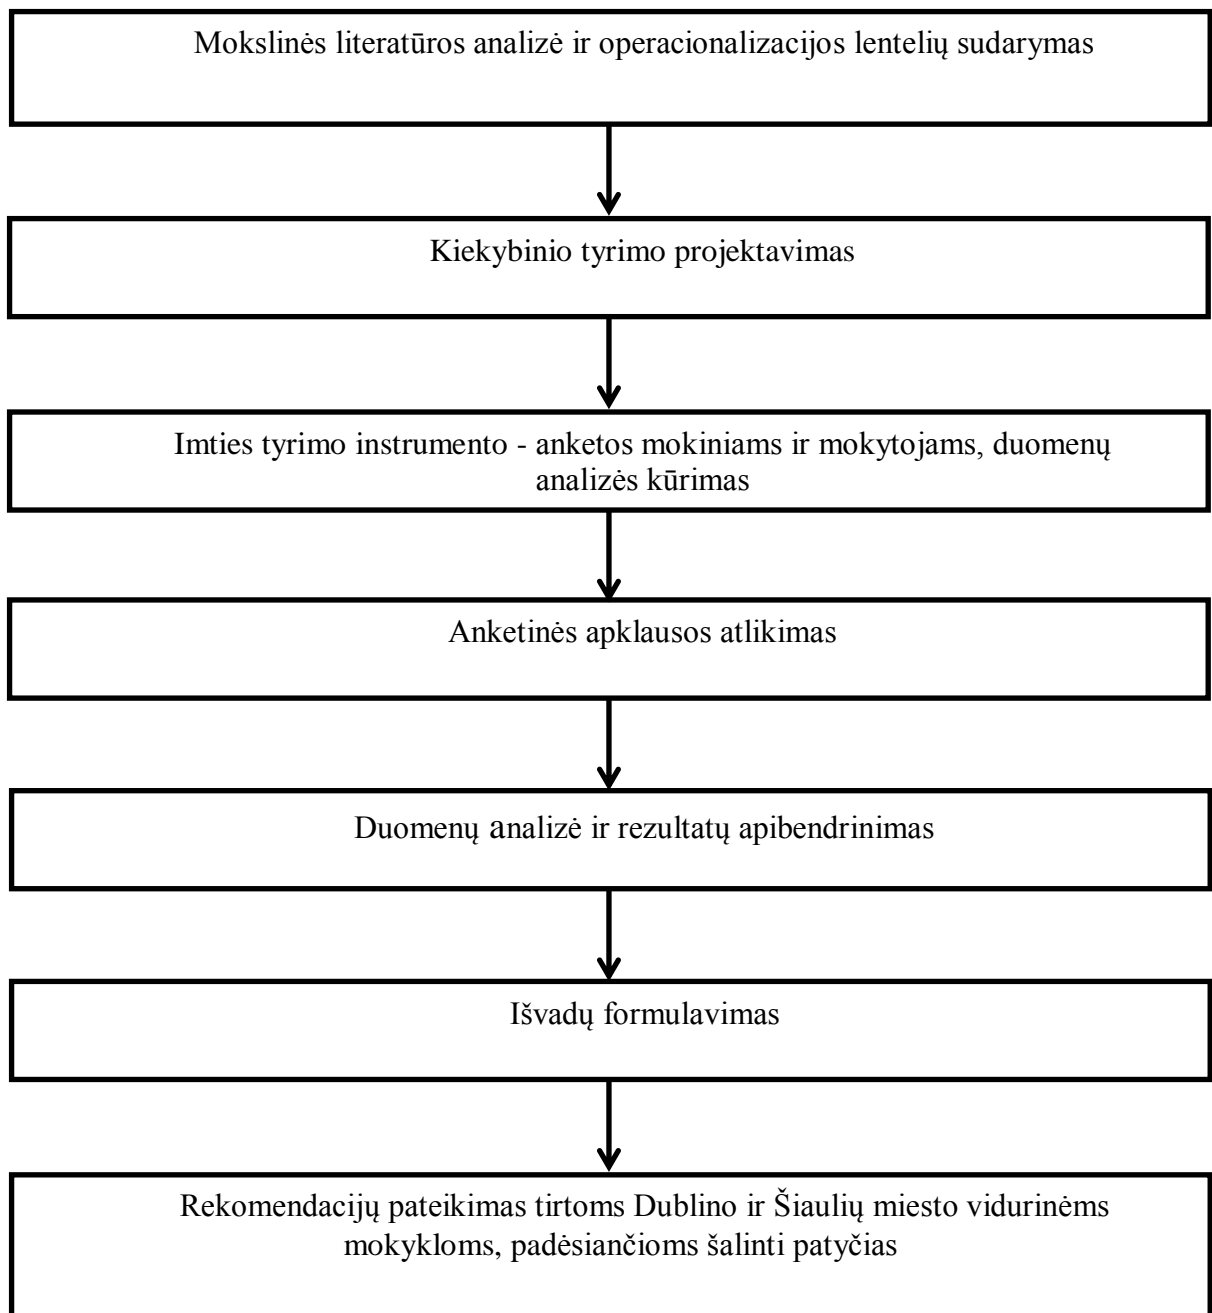 Mokslinės literatūros analizė ir operacionalizacijos lentelių sudarymas
Kiekybinio tyrimo projektavimas
Imties tyrimo instrumento - anketos mokiniams ir mokytojams, duomenų
analizės kūrimas
Anketinės apklausos atlikimas
Duomenų analizė ir rezultatų apibendrinimas
Išvadų formulavimas
Rekomendacijų pateikimas tirtoms Dublino ir Šiaulių miesto vidurinėms
mokykloms, padėsiančioms šalinti patyčias